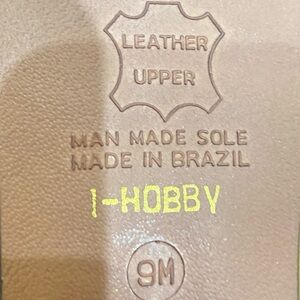 LEATHER
UPPER
MAN MADE SOLE
MADE IN BRAZIL
I-HOBBY
9M